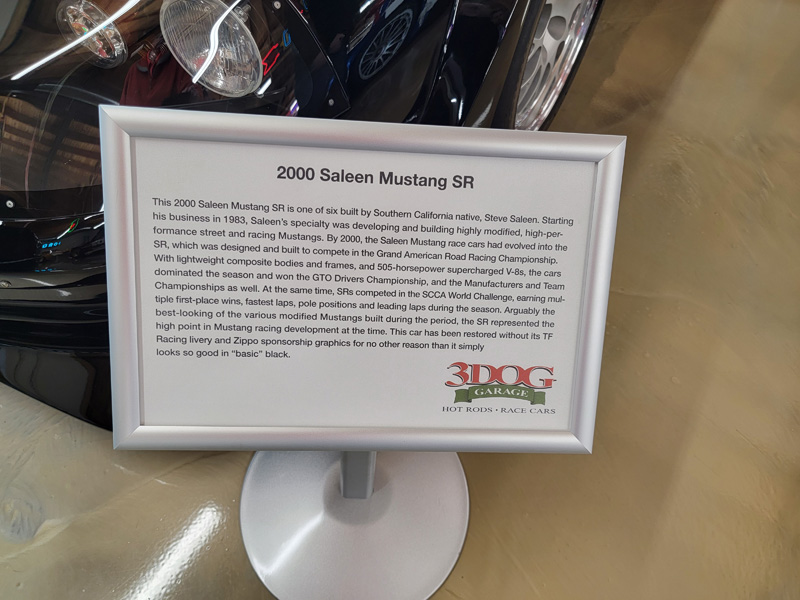 2000 Saleen Mustang SR
This 2000 Saleen Mustang SR is one of six built by Southern California native, Steve Saleen. Starting
his business in 1983, Saleen's specialty was developing and building highly modified, high-per-
formance street and racing Mustangs. By 2000, the Saleen Mustang race cars had evolved into the
SR, which was designed and built to compete in the Grand American Road Racing Championship.
With lightweight composite bodies and frames, and 505-horsepower supercharged V-8s, the cars
dominated the season and won the GTO Drivers Championship, and the Manufacturers and Team
Championships as well. At the same time, SRs competed in the SCCA World Challenge, earning mul-
tiple first-place wins, fastest laps, pole positions and leading laps during the season. Arguably the
best-looking of the various modified Mustangs built during the period, the SR represented the
high point in Mustang racing development at the time. This car has been restored without its TF
Racing livery and Zippo sponsorship graphics for no other reason than it simply
looks so good in "basic" black.
3DOG
GARAGE
HOT RODS • RACE CARS